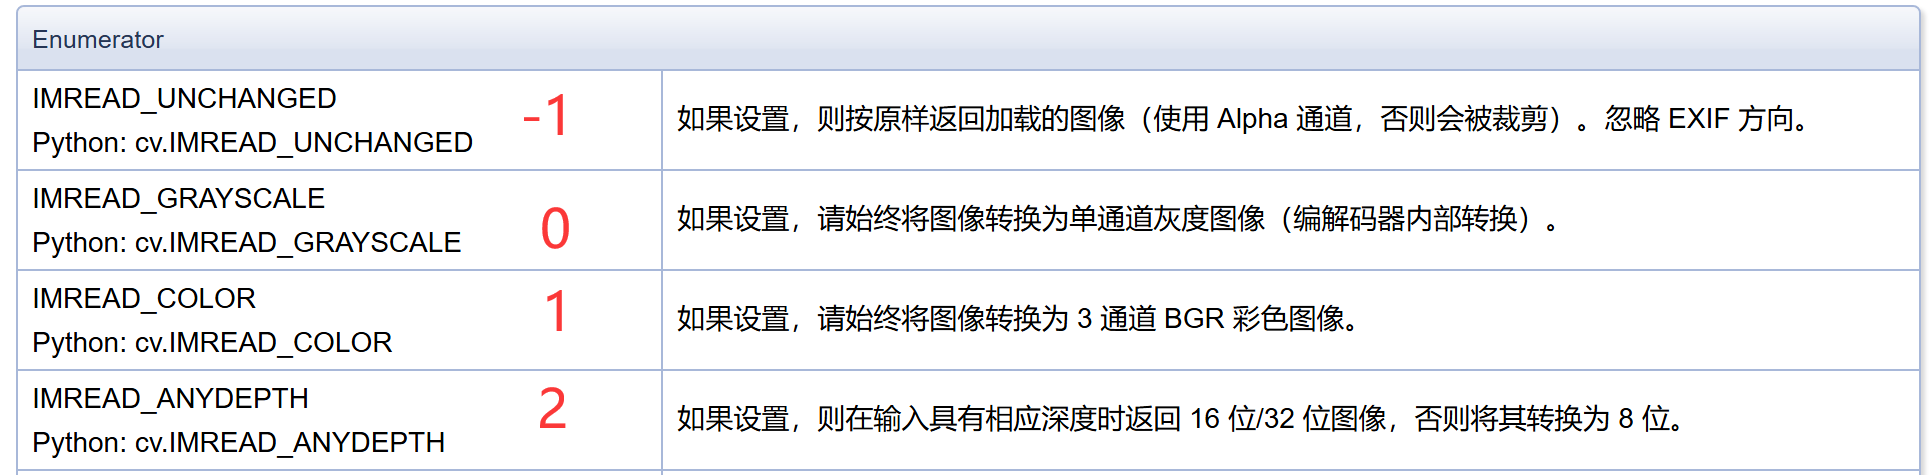 Enumerator
IMREAD_UNCHANGED
Python: cv.IMREAD_UNCHANGED
-1
如果设置，则按原样返回加载的图像（使用 Alpha 通道，否则会被裁剪）。忽略 EXIF 方向。
IMREAD_GRAYSCALE
Python: cv.IMREAD_GRAYSCALE
0
如果设置，请始终将图像转换为单通道灰度图像（编解码器内部转换）。
IMREAD_COLOR
Python: cv.IMREAD_COLOR
1
如果设置，请始终将图像转换为 3 通道 BGR 彩色图像。
IMREAD_ANYDEPTH
Python: cv.IMREAD_ANYDEPTH
2
如果设置，则在输入具有相应深度时返回 16 位/32 位图像，否则将其转换为 8 位。